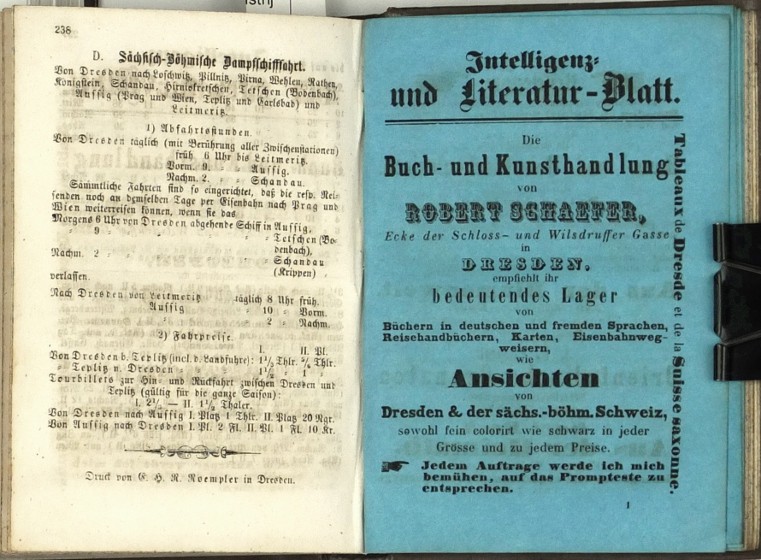 istrij
238
D. Sächsisch-Böhmische Dampfschifffahrt.
Von Dresden nach Loschwitz, Pillnitz, Pirna, Wehlen, Rathen,
Königstein, Schandau, Hirniskretschen, Tetschen (Bodenbach),
Aussig (Prag und Wien, Teplitz und Carlsbad) und
Leitmeritz.
1) Abfahrtsstunden.
Von Dresden täglich (mit Berührung aller Zwischenstationen)
früh 6 Uhr bis Leitmeritz.
Vorm. 9 „ „ Aussig.
Nachm. 2. „ „ Schandau.
Sämmtliche Fahrten sind so eingerichtet, daß die resp. Rei-
senden noch an demselben Tage per Eisenbahn nach Prag und
Wien weiterreisen können, wenn sie das
Morgens 6 Uhr von Dresden abgehende Schiff in Aussig,
„ 9 „ „ „ „ „ Tetschen (Bo-
denbach),
Nachm. 2 „ „ „ „ „ Schandau
(Krippen)
verlassen.
Nach Dresden von Leitmeritz täglich 8 Uhr früh.
„ „ „ Aussig „ 10 „ Vorm.
„ „ „ „ „ 2 „ Nachm.
2) Fahrpreise.
I. II. Pl.
Von Dresden b. Teplitz (incl. d. Landfuhre): 1½ Thlr. Thlr.
„ Teplitz n. Dresden „ „ 1½ „ 1 „
Tourbillets zur Hin- und Rückfahrt zwischen Dresden und
Teplitz (gültig für die ganze Saison):
I. 2½ — II. 1½ Thaler.
Von Dresden nach Aussig I. Platz 1 Thlr. II. Platz 20 Ngr.
Von Aussig nach Dresden I. Pl. 2 Fl. II. Pl. 1 Fl. 10 Kr.
Druck von E. H. R. Roempler in Dresden.
Intelligenz-
und Literatur-Blatt.
Die
Buch- und Kunsthandlung
von
ROBERT SCHAEFER,
Ecke der Schloss- und Wilsdruffer Gasse
in
DRESDEN,
empfiehlt ihr
bedeutendes Lager
von
Büchern in deutschen und fremden Sprachen,
Reisehandbüchern, Karten, Eisenbahnweg-
weisern,
wie
Ansichten
von
Dresden & der sächs.-böhm. Schweiz,
sowohl fein colorirt wie schwarz in jeder
Grösse und zu jedem Preise.
☛ Jedem Auftrage werde ich mich
bemühen, auf das Prompteste zu
entsprechen.
1
Tableaux de Dresde et de la Suisse saxonne.